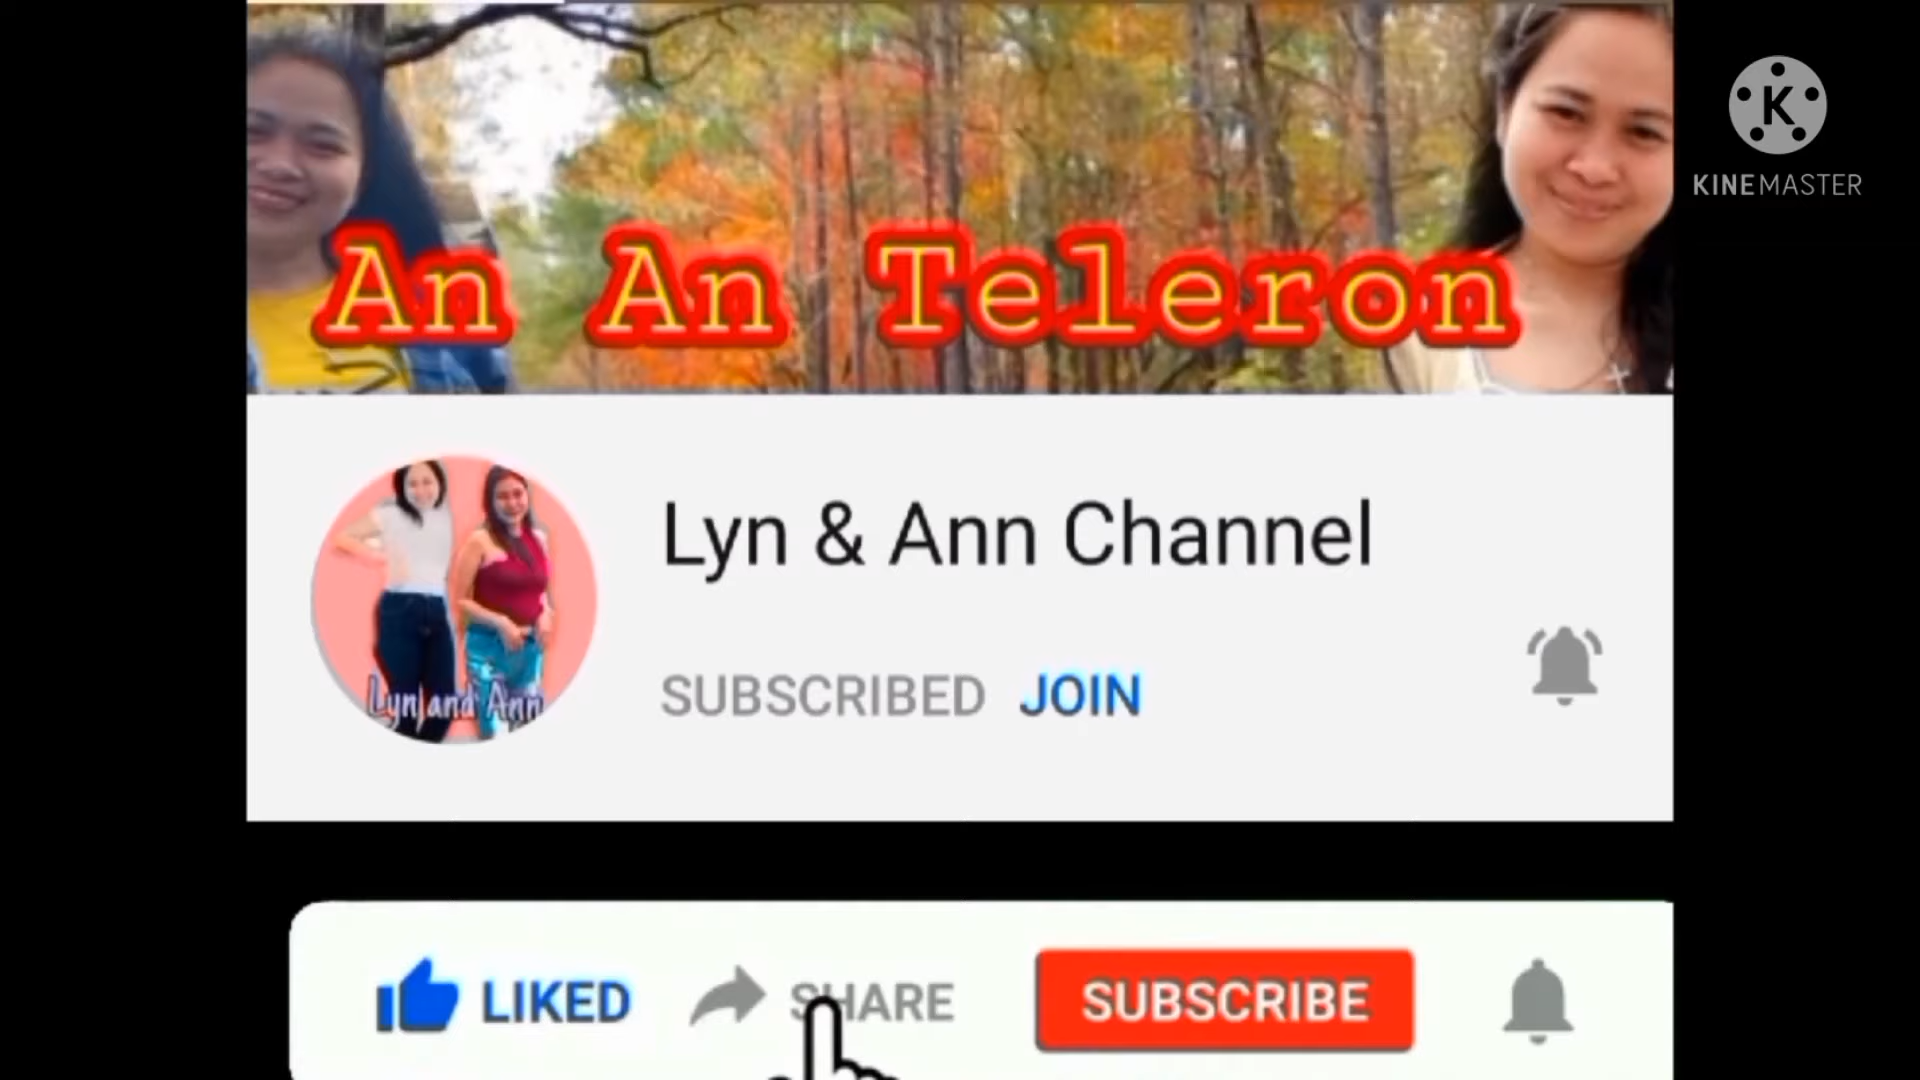 K
KINEMASTER
An An Teleron
Lyn & Ann Channel
SUBSCRIBED JOIN
Lyn and Ann
LIKED SHARE SUBSCRIBE